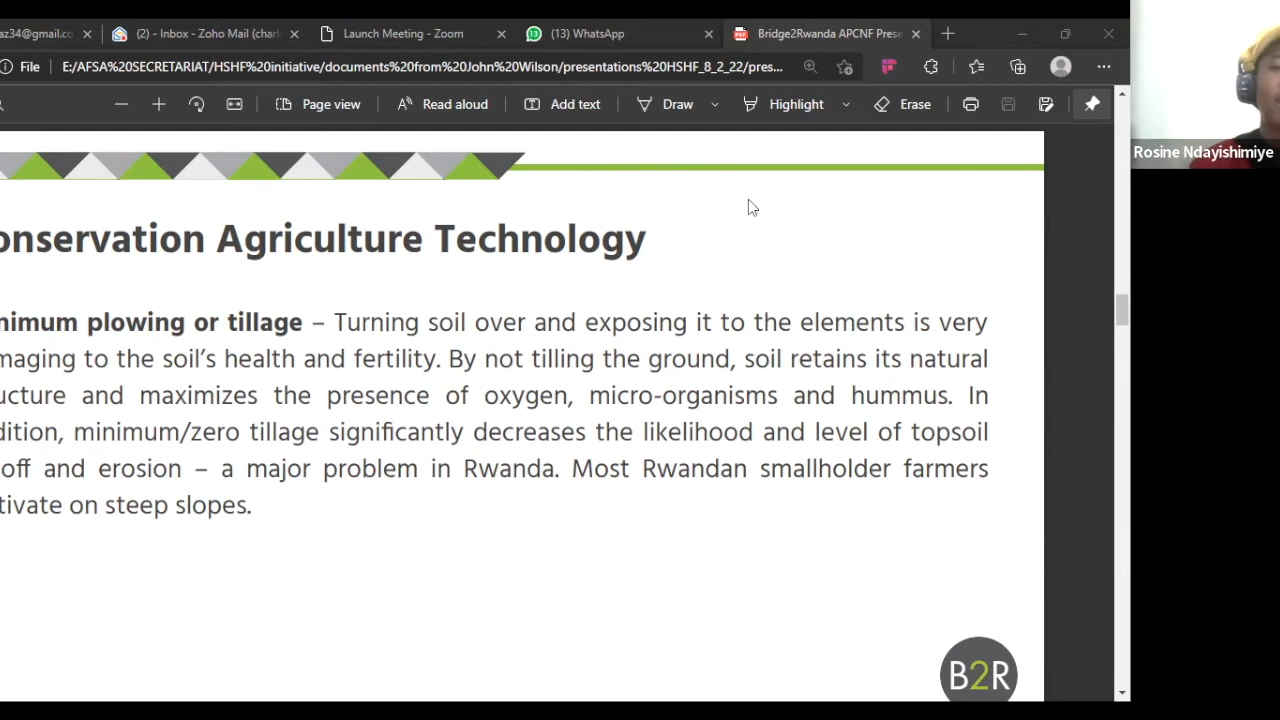 az34@gmail.co (2) - Inbox - Zoho Mail (charl Launch Meeting - Zoom (13) WhatsApp Bridge2Rwanda APCNF Prese
File E:/AFSA%20SECRETARIAT/HSHF%20initiative/documents%20from%20John%20Wilson/presentations%20HSHF_8_2_22/pres...
Page view Read aloud Add text Draw Highlight Erase
Rosine Ndayishimiye
onservation Agriculture Technology
nimum plowing or tillage – Turning soil over and exposing it to the elements is very
maging to the soil's health and fertility. By not tilling the ground, soil retains its natural
ucture and maximizes the presence of oxygen, micro-organisms and hummus. In
dition, minimum/zero tillage significantly decreases the likelihood and level of topsoil
off and erosion – a major problem in Rwanda. Most Rwandan smallholder farmers
tivate on steep slopes.
B2R